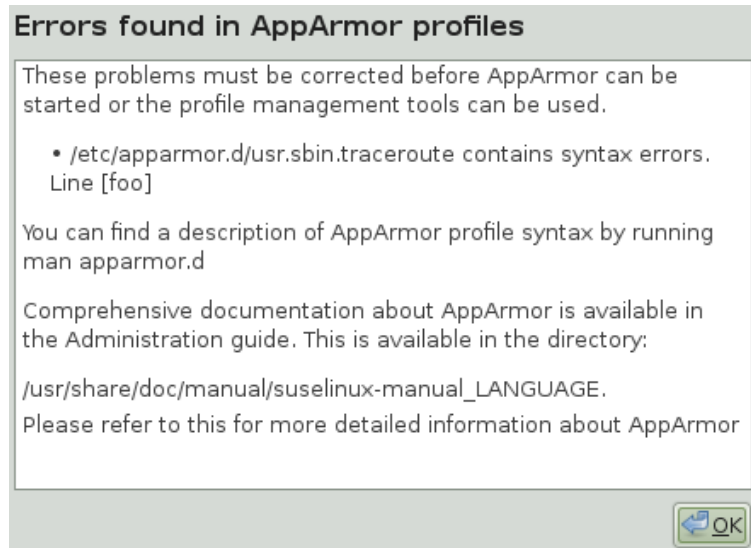 Errors found in AppArmor profiles
These problems must be corrected before AppArmor can be
started or the profile management tools can be used.
• /etc/apparmor.d/usr.sbin.traceroute contains syntax errors.
Line [foo]
You can find a description of AppArmor profile syntax by running
man apparmor.d
Comprehensive documentation about AppArmor is available in
the Administration guide. This is available in the directory:
/usr/share/doc/manual/suselinux-manual_LANGUAGE.
Please refer to this for more detailed information about AppArmor
OK